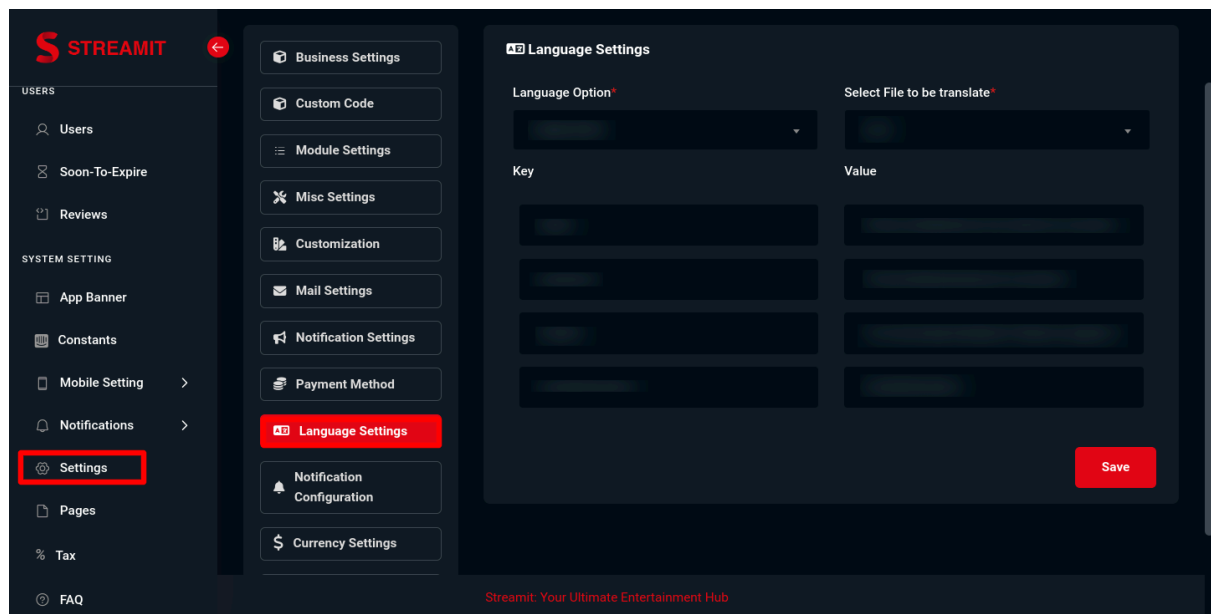 STREAMIT
USERS
Users
Soon-To-Expire
Reviews
SYSTEM SETTING
App Banner
Constants
Mobile Setting
Notifications
Settings
Pages
% Tax
FAQ
Business Settings
Custom Code
Module Settings
Misc Settings
Customization
Mail Settings
Notification Settings
Payment Method
Language Settings
Notification
Configuration
$ Currency Settings
Language Settings
Language Option*
Select File to be translate*
Key
Value
Save
Streamit: Your Ultimate Entertainment Hub